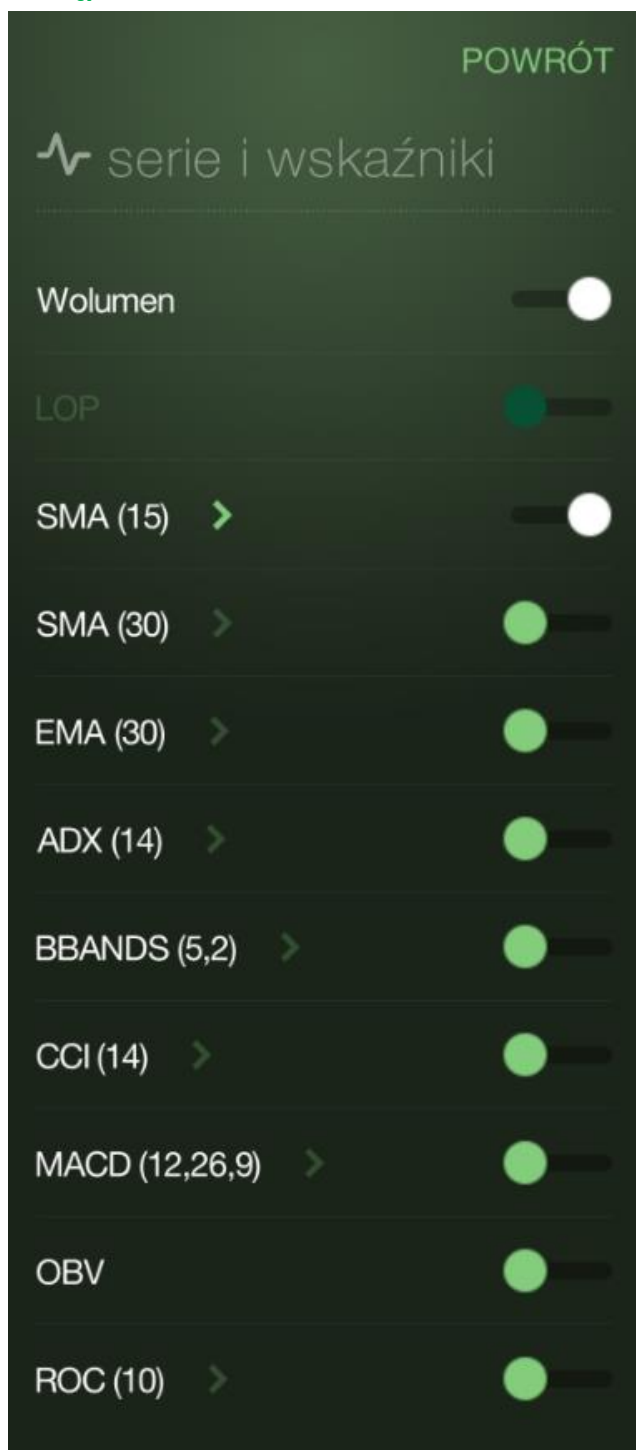 POWRÓT
serie i wskaźniki
Wolumen
LOP
SMA (15)
SMA (30)
EMA (30)
ADX (14)
BBANDS (5,2)
CCI (14)
MACD (12,26,9)
OBV
ROC (10)